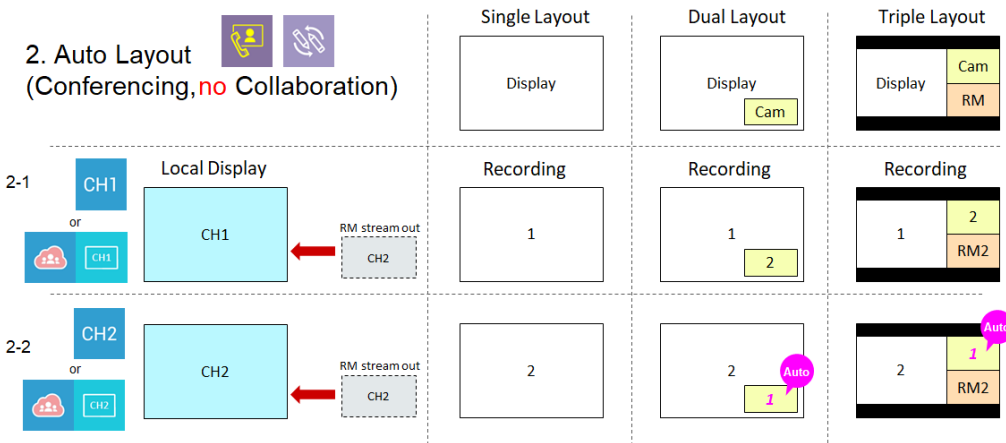 2. Auto Layout
(Conferencing,no Collaboration)
Single Layout
Dual Layout
Triple Layout
Display
Display
Cam
Display
Cam
RM
2-1
CH1
or
CH1
Local Display
CH1
RM stream out
CH2
Recording
1
Recording
1
2
Recording
1
2
RM2
2-2
CH2
or
CH2
CH2
RM stream out
CH2
2
2
Auto
1
2
Auto
1
RM2